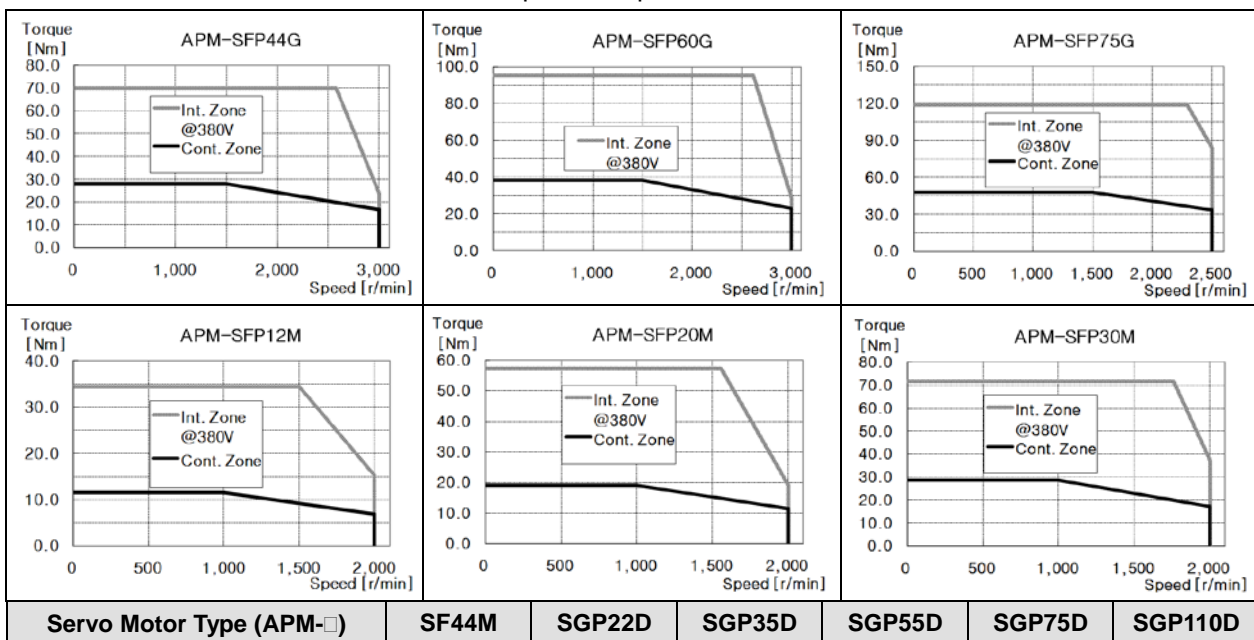 Torque
[Nm]
APM-SFP44G
80.0
70.0
60.0
50.0
40.0
30.0
20.0
10.0
0.0
Int. Zone
@380V
Cont. Zone
0 1,000 2,000 3,000
Speed [r/min]
Torque
[Nm]
APM-SFP60G
100.0
80.0
60.0
40.0
20.0
0.0
Int. Zone
@380V
0 1,000 2,000 3,000
Speed [r/min]
Torque
[Nm]
APM-SFP75G
150.0
120.0
90.0
60.0
30.0
0.0
Int. Zone
@380V
Cont. Zone
0 500 1,000 1,500 2,000 2,500
Speed [r/min]
Torque
[Nm]
APM-SFP12M
40.0
30.0
20.0
10.0
0.0
Int. Zone
@380V
Cont. Zone
0 500 1,000 1,500 2,000
Speed [r/min]
Torque
[Nm]
APM-SFP20M
60.0
50.0
40.0
30.0
20.0
10.0
0.0
Int. Zone
@380V
Cont. Zone
0 500 1,000 1,500 2,000
Speed [r/min]
Torque
[Nm]
APM-SFP30M
80.0
70.0
60.0
50.0
40.0
30.0
20.0
10.0
0.0
Int. Zone
@380V
Cont. Zone
0 500 1,000 1,500 2,000
Speed [r/min]
Servo Motor Type (APM-□) SF44M SGP22D SGP35D SGP55D SGP75D SGP110D